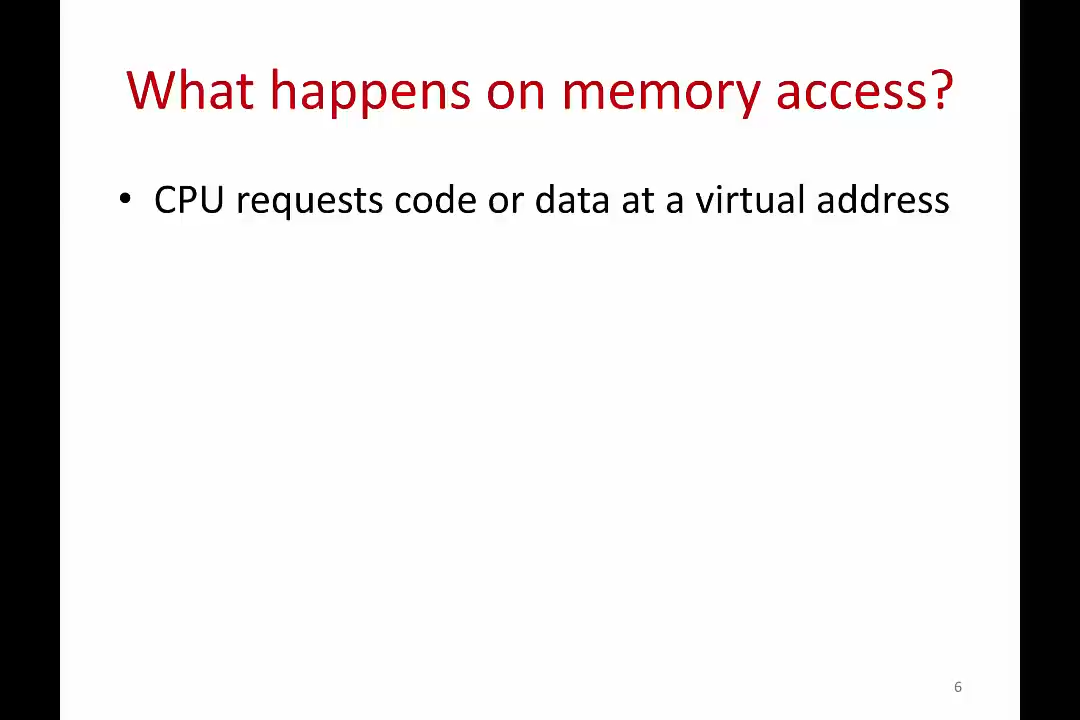 What happens on memory access?
• CPU requests code or data at a virtual address
6